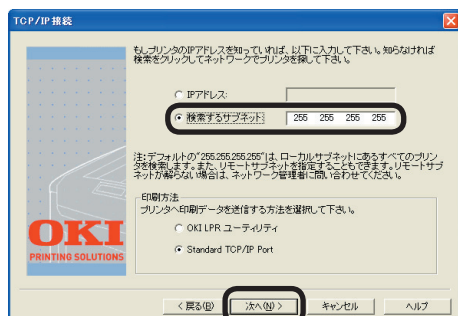 TCP/IP接続
もしプリンタのIPアドレスを知っていれば、以下に入力して下さい。知らなければ
検索をクリックしてネットワークでプリンタを探して下さい。
IPアドレス:
検索するサブネット: 255 255 255 255
注:デフォルトの"255.255.255.255"は、ローカルサブネットにあるすべてのプリン
タを検索します。また、リモートサブネットを指定することもできます。リモートサブ
ネットが解らない場合は、ネットワーク管理者に問い合わせてください。
印刷方法
プリンタへ印刷データを送信する方法を選択して下さい。
OKI LPR ユーティリティ
Standard TCP/IP Port
OKI
PRINTING SOLUTIONS
< 戻る(B) 次へ(N) > キャンセル ヘルプ